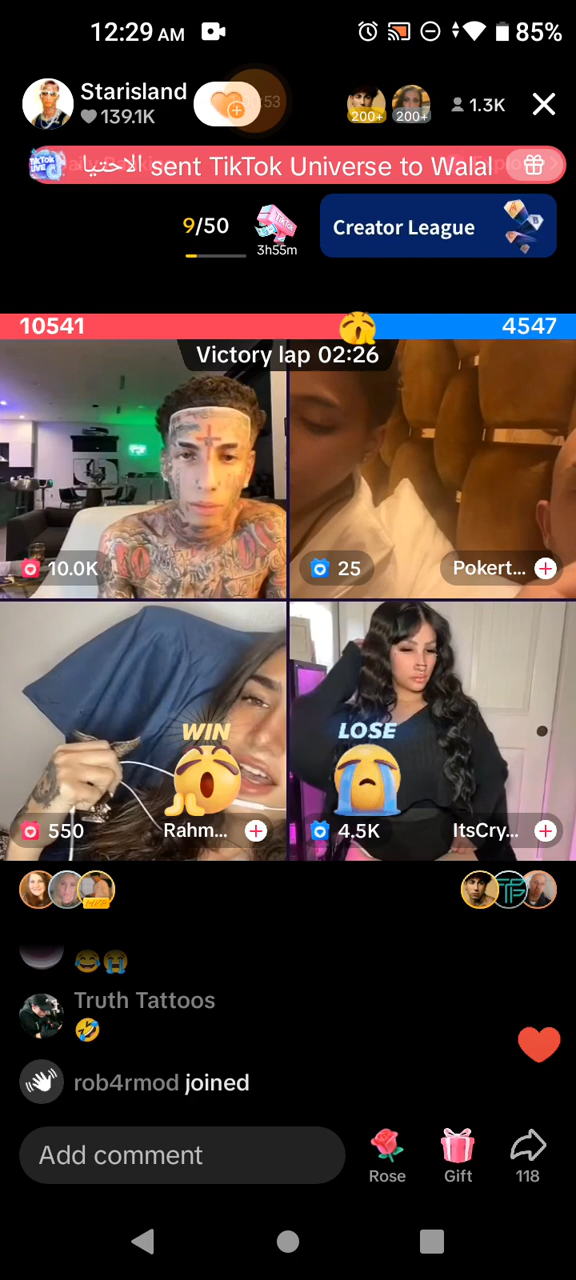 12:29 AM
85%
Starisland
139.1K
200+
200+
1.3K
الاحتيا sent TikTok Universe to Walal
9/50
TikTok
3h55m
Creator League
10541
4547
Victory lap 02:26
10.0K
25
Pokert...
WIN
LOSE
550
Rahm...
4.5K
ItsCry...
Truth Tattoos
rob4rmod joined
Add comment
Rose
Gift
118